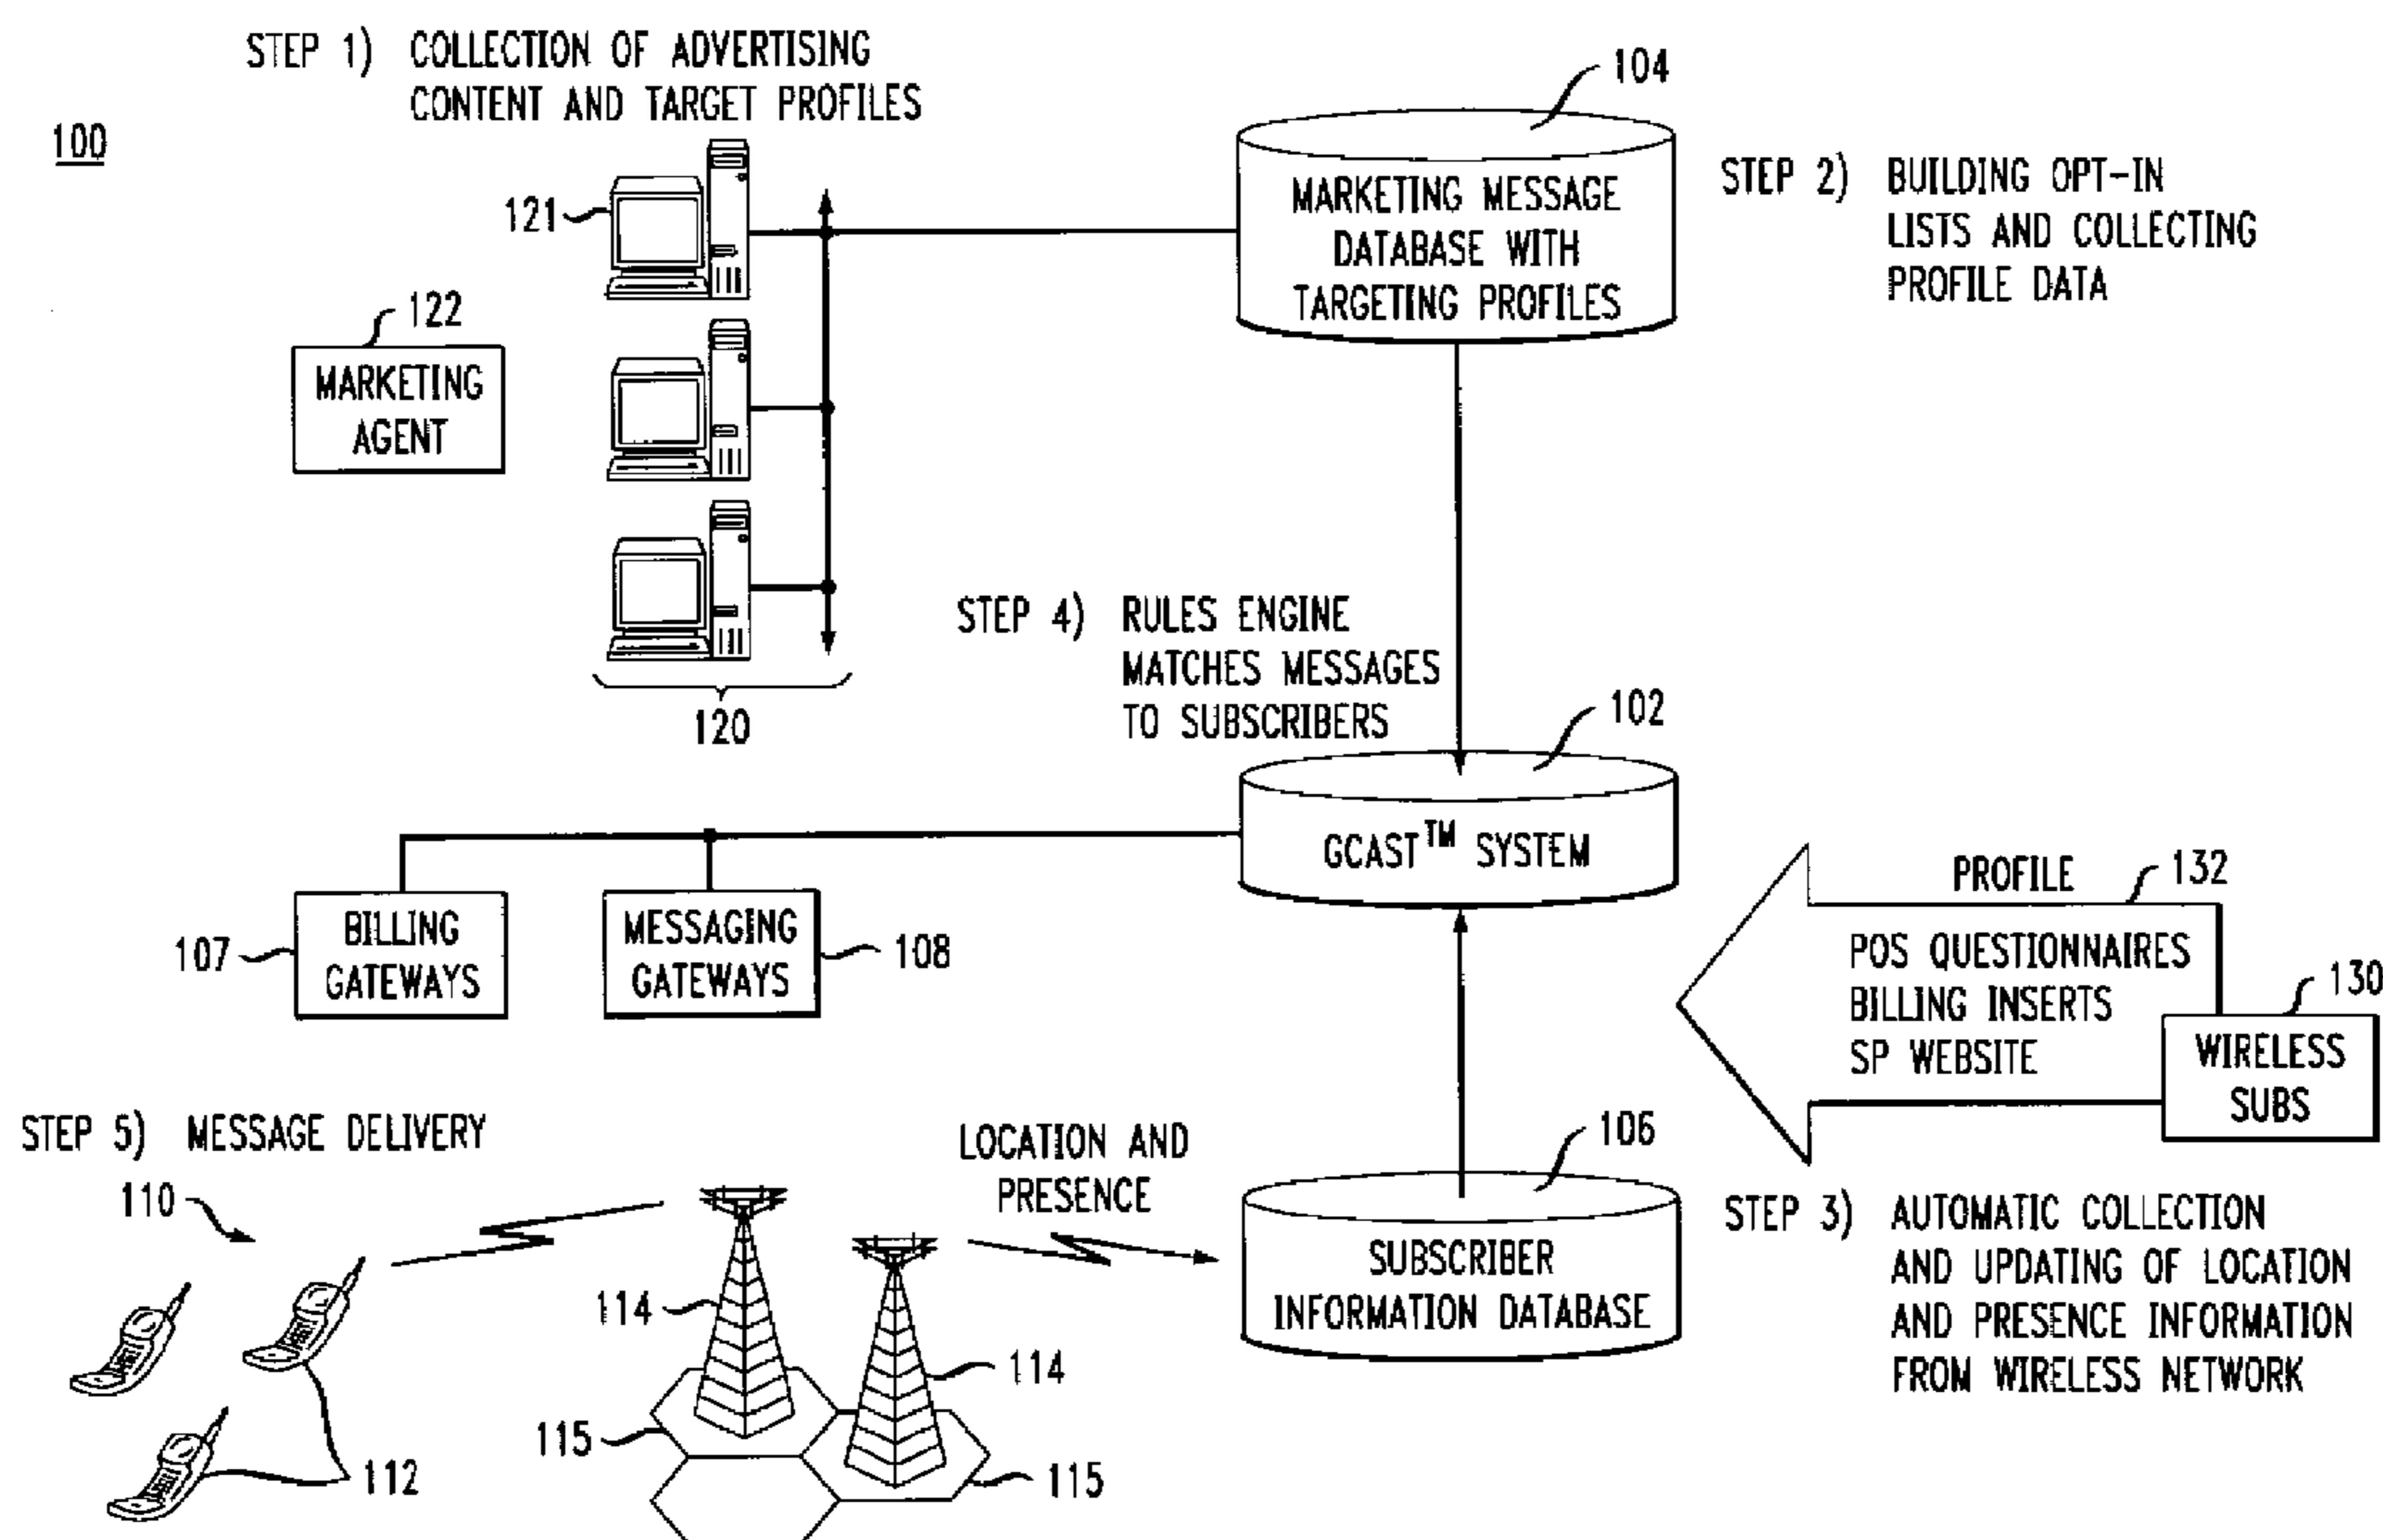 STEP 1) COLLECTION OF ADVERTISING
CONTENT AND TARGET PROFILES
100
104
MARKETING MESSAGE
DATABASE WITH
TARGETING PROFILES
STEP 2) BUILDING OPT-IN
LISTS AND COLLECTING
PROFILE DATA
121
122
MARKETING
AGENT
120
STEP 4) RULES ENGINE
MATCHES MESSAGES
TO SUBSCRIBERS
102
GCAST™ SYSTEM
107
BILLING
GATEWAYS
MESSAGING
GATEWAYS
108
PROFILE
132
POS QUESTIONNAIRES
BILLING INSERTS
SP WEBSITE
130
WIRELESS
SUBS
STEP 5) MESSAGE DELIVERY
110
112
LOCATION AND
PRESENCE
114
114
115
115
106
SUBSCRIBER
INFORMATION DATABASE
STEP 3) AUTOMATIC COLLECTION
AND UPDATING OF LOCATION
AND PRESENCE INFORMATION
FROM WIRELESS NETWORK